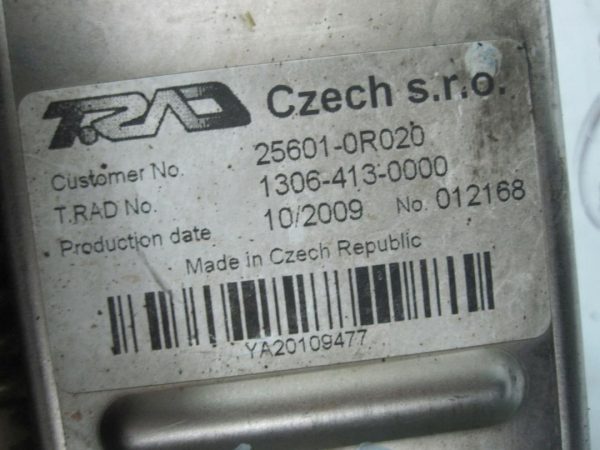 T.RAD Czech s.r.o.
Customer No. 25601-0R020
T.RAD No. 1306-413-0000
Production date 10/2009 No. 012168
Made in Czech Republic
YA20109477